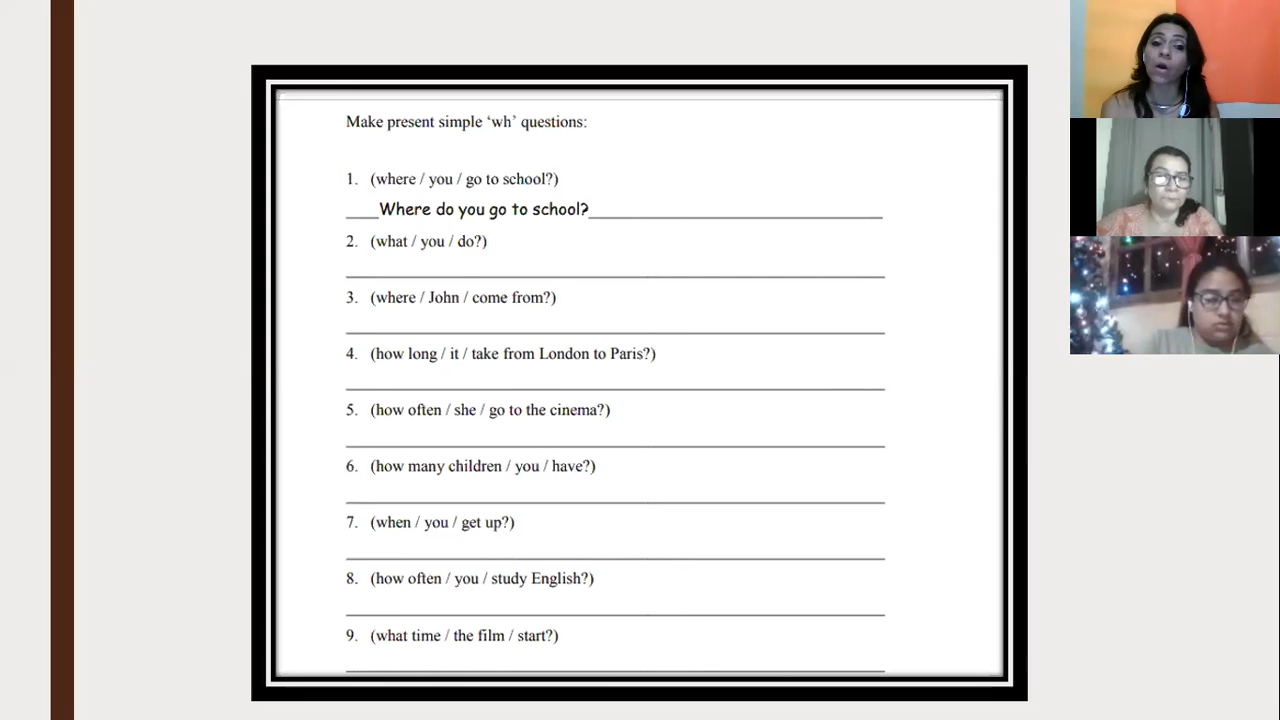 Make present simple ‘wh’ questions:
1. (where / you / go to school?)
____Where do you go to school?____
2. (what / you / do?)
3. (where / John / come from?)
4. (how long / it / take from London to Paris?)
5. (how often / she / go to the cinema?)
6. (how many children / you / have?)
7. (when / you / get up?)
8. (how often / you / study English?)
9. (what time / the film / start?)